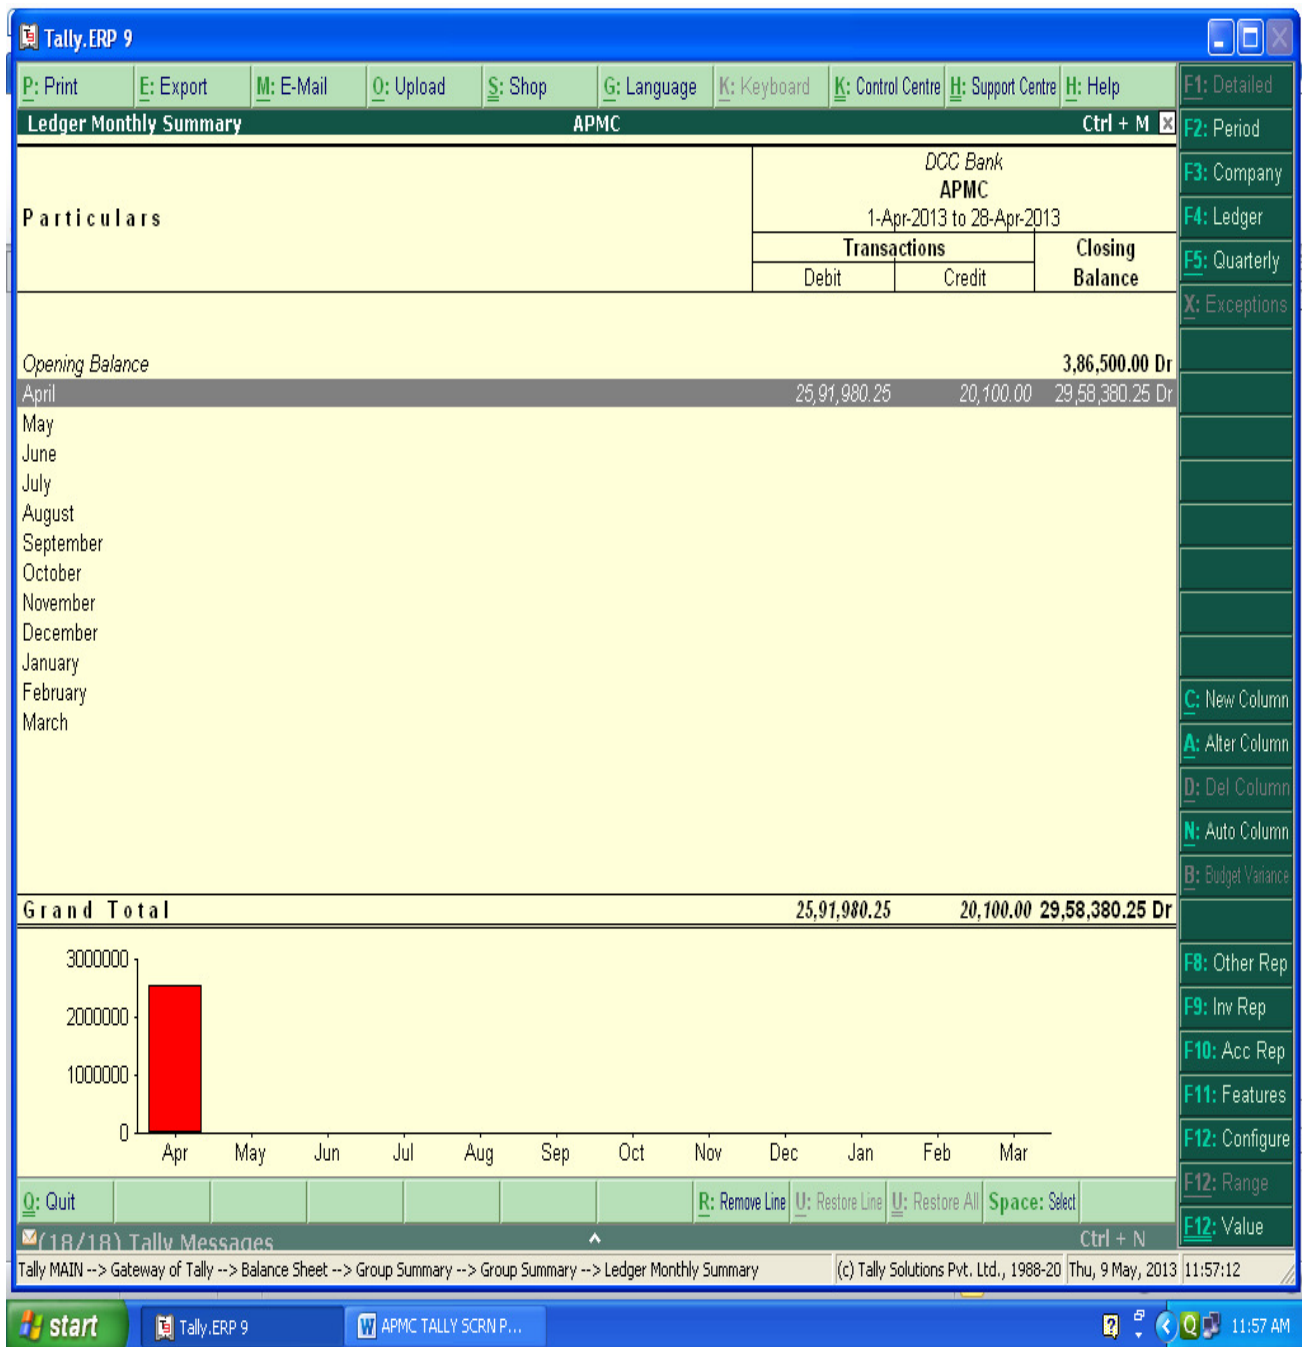 Tally.ERP 9
P: Print E: Export M: E-Mail O: Upload S: Shop G: Language K: Keyboard K: Control Centre H: Support Centre H: Help
Ledger Monthly Summary APMC Ctrl + M
Particulars
DCC Bank
APMC
1-Apr-2013 to 28-Apr-2013
Transactions Closing
Debit Credit Balance
Opening Balance 3,86,500.00 Dr
April 25,91,980.25 20,100.00 29,58,380.25 Dr
May
June
July
August
September
October
November
December
January
February
March
Grand Total 25,91,980.25 20,100.00 29,58,380.25 Dr
3000000
2000000
1000000
0
Apr May Jun Jul Aug Sep Oct Nov Dec Jan Feb Mar
F1: Detailed
F2: Period
F3: Company
F4: Ledger
F5: Quarterly
X: Exceptions
C: New Column
A: Alter Column
D: Del Column
N: Auto Column
B: Budget Variance
F8: Other Rep
F9: Inv Rep
F10: Acc Rep
F11: Features
F12: Configure
F12: Range
F12: Value
Q: Quit R: Remove Line U: Restore Line U: Restore All Space: Select
(18/18) Tally Messages Ctrl + N
Tally MAIN --> Gateway of Tally --> Balance Sheet --> Group Summary --> Group Summary --> Ledger Monthly Summary (c) Tally Solutions Pvt. Ltd., 1988-20 Thu, 9 May, 2013 11:57:12
start Tally.ERP 9 APMC TALLY SCRN P... 11:57 AM